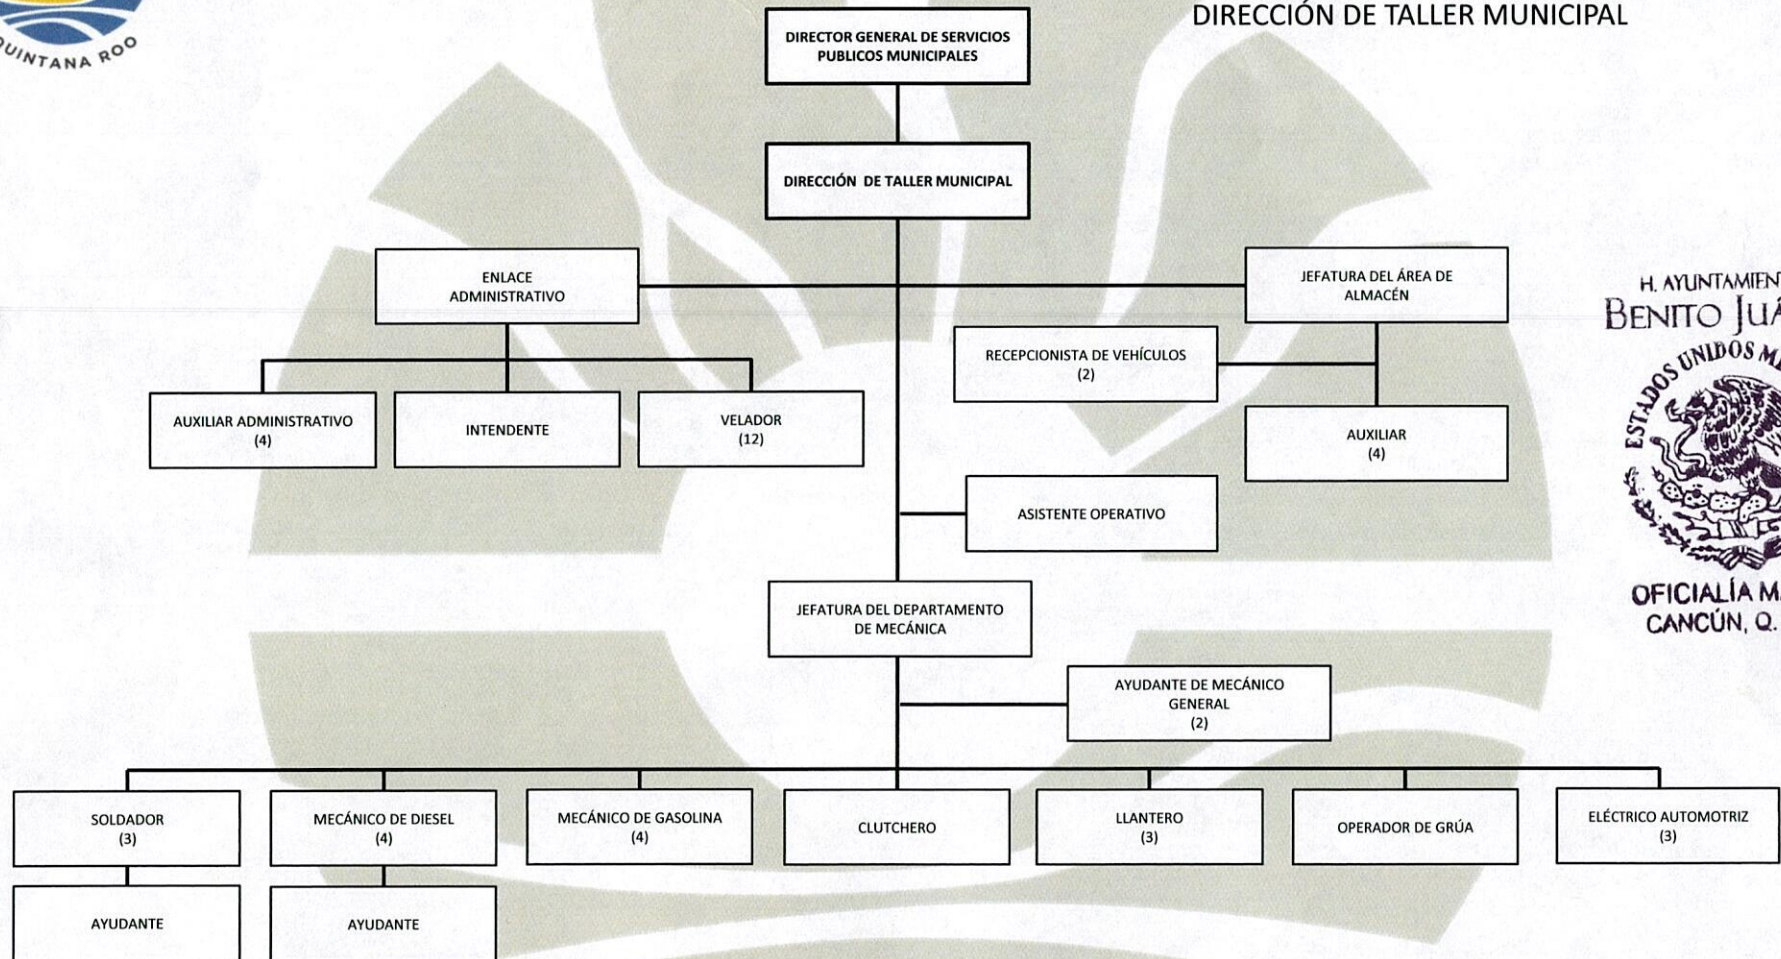 QUINTANA ROO
DIRECCIÓN DE TALLER MUNICIPAL
DIRECTOR GENERAL DE SERVICIOS
PUBLICOS MUNICIPALES
DIRECCIÓN DE TALLER MUNICIPAL
ENLACE
ADMINISTRATIVO
JEFATURA DEL ÁREA DE
ALMACÉN
RECEPCIONISTA DE VEHÍCULOS
(2)
AUXILIAR ADMINISTRATIVO
(4)
INTENDENTE
VELADOR
(12)
AUXILIAR
(4)
ASISTENTE OPERATIVO
JEFATURA DEL DEPARTAMENTO
DE MECÁNICA
AYUDANTE DE MECÁNICO
GENERAL
(2)
SOLDADOR
(3)
MECÁNICO DE DIESEL
(4)
MECÁNICO DE GASOLINA
(4)
CLUTCHERO
LLANTERO
(3)
OPERADOR DE GRÚA
ELÉCTRICO AUTOMOTRIZ
(3)
AYUDANTE
AYUDANTE
H. AYUNTAMIEN
BENITO JUÁ
ESTADOS UNIDOS M
OFICIALÍA M
CANCÚN, Q.